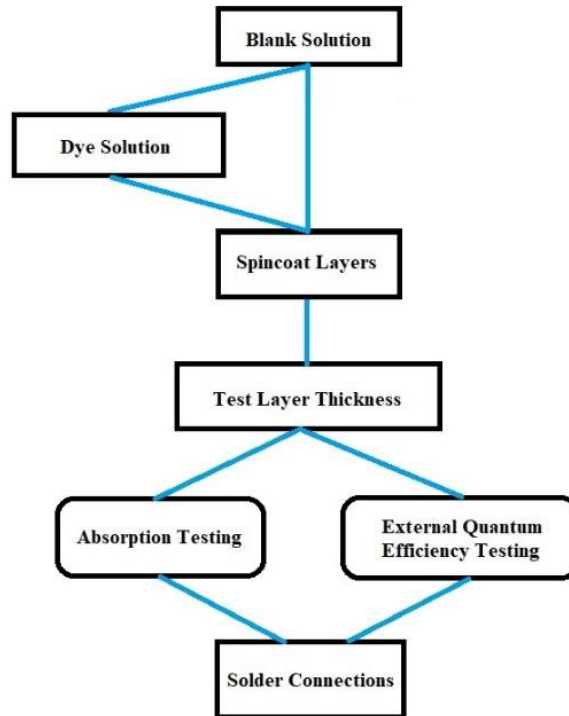 Blank Solution
Dye Solution
Spincoat Layers
Test Layer Thickness
Absorption Testing
External Quantum
Efficiency Testing
Solder Connections